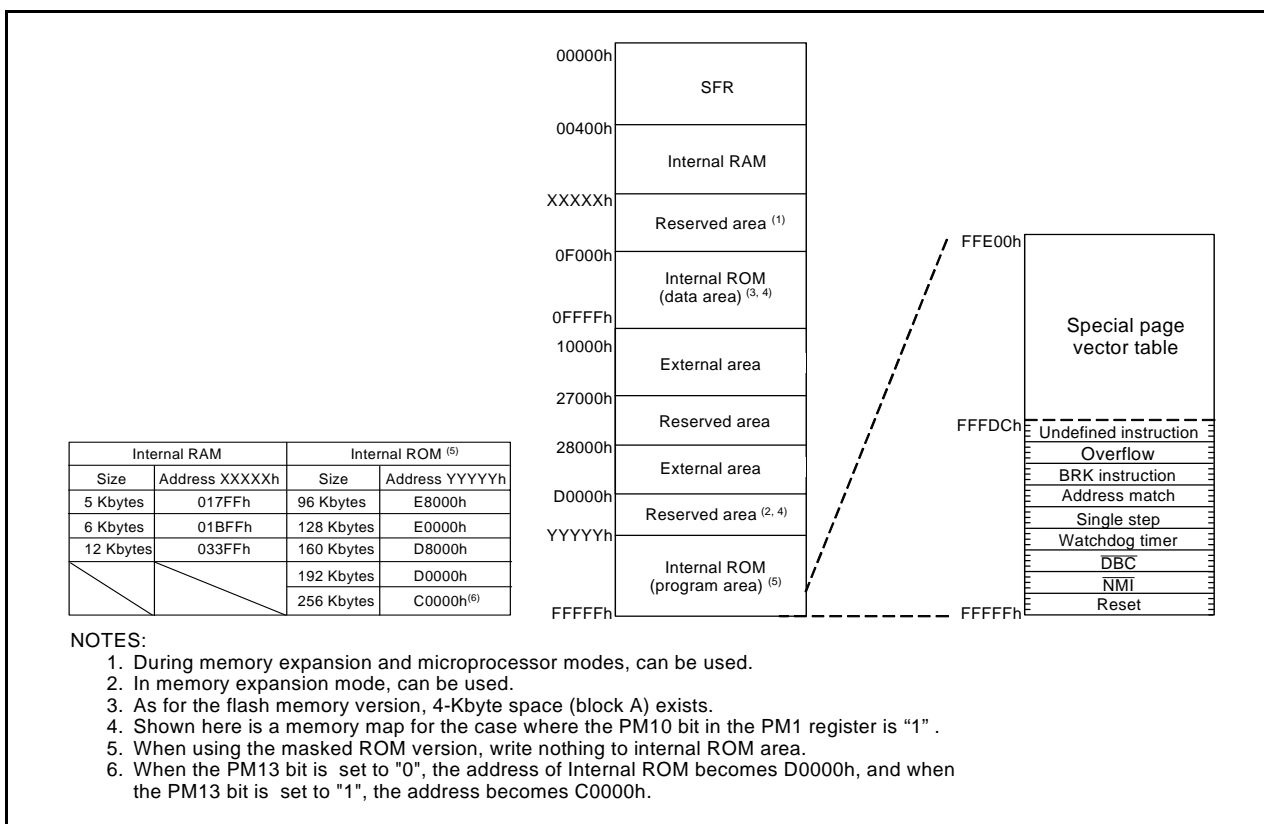 00000h
SFR
00400h
Internal RAM
XXXXXh
Reserved area (1)
0F000h
Internal ROM
(data area) (3, 4)
0FFFFh
10000h
External area
27000h
Reserved area
28000h
External area
D0000h
Reserved area (2, 4)
YYYYYh
Internal ROM
(program area) (5)
FFFFFh
FFE00h
Special page
vector table
FFFDCh
Undefined instruction
Overflow
BRK instruction
Address match
Single step
Watchdog timer
DBC
NMI
Reset
FFFFFh
Internal RAM Internal ROM (5)
Size Address XXXXXh Size Address YYYYYh
5 Kbytes 017FFh 96 Kbytes E8000h
6 Kbytes 01BFFh 128 Kbytes E0000h
12 Kbytes 033FFh 160 Kbytes D8000h
192 Kbytes D0000h
256 Kbytes C0000h(6)
NOTES:
1. During memory expansion and microprocessor modes, can be used.
2. In memory expansion mode, can be used.
3. As for the flash memory version, 4-Kbyte space (block A) exists.
4. Shown here is a memory map for the case where the PM10 bit in the PM1 register is “1” .
5. When using the masked ROM version, write nothing to internal ROM area.
6. When the PM13 bit is set to "0", the address of Internal ROM becomes D0000h, and when
the PM13 bit is set to "1", the address becomes C0000h.